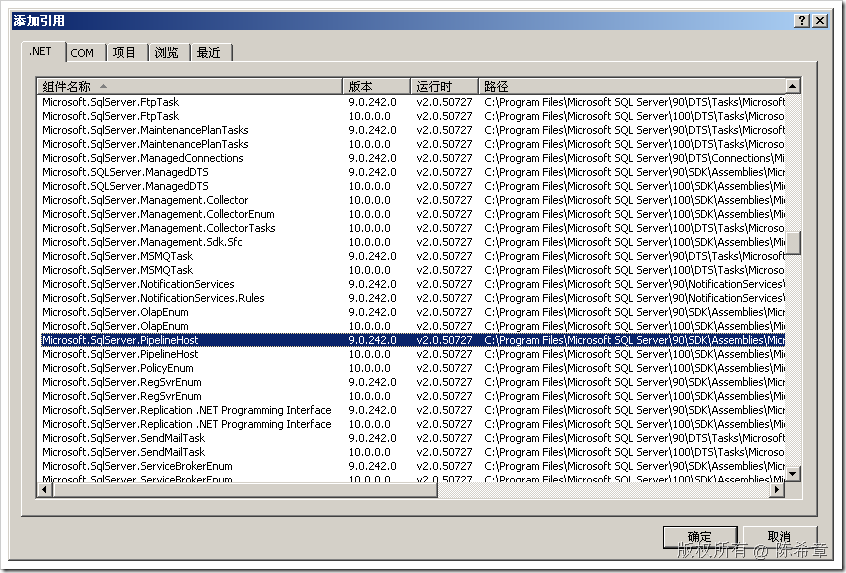 添加引用
.NET COM 项目 浏览 最近
组件名称 版本 运行时 路径
Microsoft.SqlServer.FtpTask 9.0.242.0 v2.0.50727 C:\Program Files\Microsoft SQL Server\90\DTS\Tasks\Microsoft
Microsoft.SqlServer.FtpTask 10.0.0.0 v2.0.50727 C:\Program Files\Microsoft SQL Server\100\DTS\Tasks\Microso
Microsoft.SqlServer.MaintenancePlanTasks 9.0.242.0 v2.0.50727 C:\Program Files\Microsoft SQL Server\90\DTS\Tasks\Microsoft
Microsoft.SqlServer.MaintenancePlanTasks 10.0.0.0 v2.0.50727 C:\Program Files\Microsoft SQL Server\100\DTS\Tasks\Microso
Microsoft.SqlServer.ManagedConnections 9.0.242.0 v2.0.50727 C:\Program Files\Microsoft SQL Server\90\DTS\Connections\Mi
Microsoft.SQLServer.ManagedDTS 9.0.242.0 v2.0.50727 C:\Program Files\Microsoft SQL Server\90\SDK\Assemblies\Micr
Microsoft.SQLServer.ManagedDTS 10.0.0.0 v2.0.50727 C:\Program Files\Microsoft SQL Server\100\SDK\Assemblies\Mi
Microsoft.SqlServer.Management.Collector 10.0.0.0 v2.0.50727 C:\Program Files\Microsoft SQL Server\100\SDK\Assemblies\Mi
Microsoft.SqlServer.Management.CollectorEnum 10.0.0.0 v2.0.50727 C:\Program Files\Microsoft SQL Server\100\SDK\Assemblies\Mi
Microsoft.SqlServer.Management.CollectorTasks 10.0.0.0 v2.0.50727 C:\Program Files\Microsoft SQL Server\100\DTS\Tasks\Microso
Microsoft.SqlServer.Management.Sdk.Sfc 10.0.0.0 v2.0.50727 C:\Program Files\Microsoft SQL Server\100\SDK\Assemblies\Mi
Microsoft.SqlServer.MSMQTask 9.0.242.0 v2.0.50727 C:\Program Files\Microsoft SQL Server\90\DTS\Tasks\Microsoft
Microsoft.SqlServer.MSMQTask 10.0.0.0 v2.0.50727 C:\Program Files\Microsoft SQL Server\100\DTS\Tasks\Microso
Microsoft.SqlServer.NotificationServices 9.0.242.0 v2.0.50727 C:\Program Files\Microsoft SQL Server\90\NotificationServices\
Microsoft.SqlServer.NotificationServices.Rules 9.0.242.0 v2.0.50727 C:\Program Files\Microsoft SQL Server\90\NotificationServices\
Microsoft.SqlServer.OlapEnum 9.0.242.0 v2.0.50727 C:\Program Files\Microsoft SQL Server\90\SDK\Assemblies\Micr
Microsoft.SqlServer.OlapEnum 10.0.0.0 v2.0.50727 C:\Program Files\Microsoft SQL Server\100\SDK\Assemblies\Mi
Microsoft.SqlServer.PipelineHost 9.0.242.0 v2.0.50727 C:\Program Files\Microsoft SQL Server\90\SDK\Assemblies\Micr
Microsoft.SqlServer.PipelineHost 10.0.0.0 v2.0.50727 C:\Program Files\Microsoft SQL Server\100\SDK\Assemblies\Mi
Microsoft.SqlServer.PolicyEnum 10.0.0.0 v2.0.50727 C:\Program Files\Microsoft SQL Server\100\SDK\Assemblies\Mi
Microsoft.SqlServer.RegSvrEnum 9.0.242.0 v2.0.50727 C:\Program Files\Microsoft SQL Server\90\SDK\Assemblies\Micr
Microsoft.SqlServer.RegSvrEnum 10.0.0.0 v2.0.50727 C:\Program Files\Microsoft SQL Server\100\SDK\Assemblies\Mi
Microsoft.SqlServer.Replication .NET Programming Interface 9.0.242.0 v2.0.50727 C:\Program Files\Microsoft SQL Server\90\SDK\Assemblies\Micr
Microsoft.SqlServer.Replication .NET Programming Interface 10.0.0.0 v2.0.50727 C:\Program Files\Microsoft SQL Server\100\SDK\Assemblies\Mi
Microsoft.SqlServer.SendMailTask 9.0.242.0 v2.0.50727 C:\Program Files\Microsoft SQL Server\90\DTS\Tasks\Microsoft
Microsoft.SqlServer.SendMailTask 10.0.0.0 v2.0.50727 C:\Program Files\Microsoft SQL Server\100\DTS\Tasks\Microso
Microsoft.SqlServer.ServiceBrokerEnum 9.0.242.0 v2.0.50727 C:\Program Files\Microsoft SQL Server\90\SDK\Assemblies\Micr
Microsoft.SqlServer.ServiceBrokerEnum 10.0.0.0 v2.0.50727 C:\Program Files\Microsoft SQL Server\100\SDK\Assemblies\Mi
确定 取消
版权所有 @ 陈希章